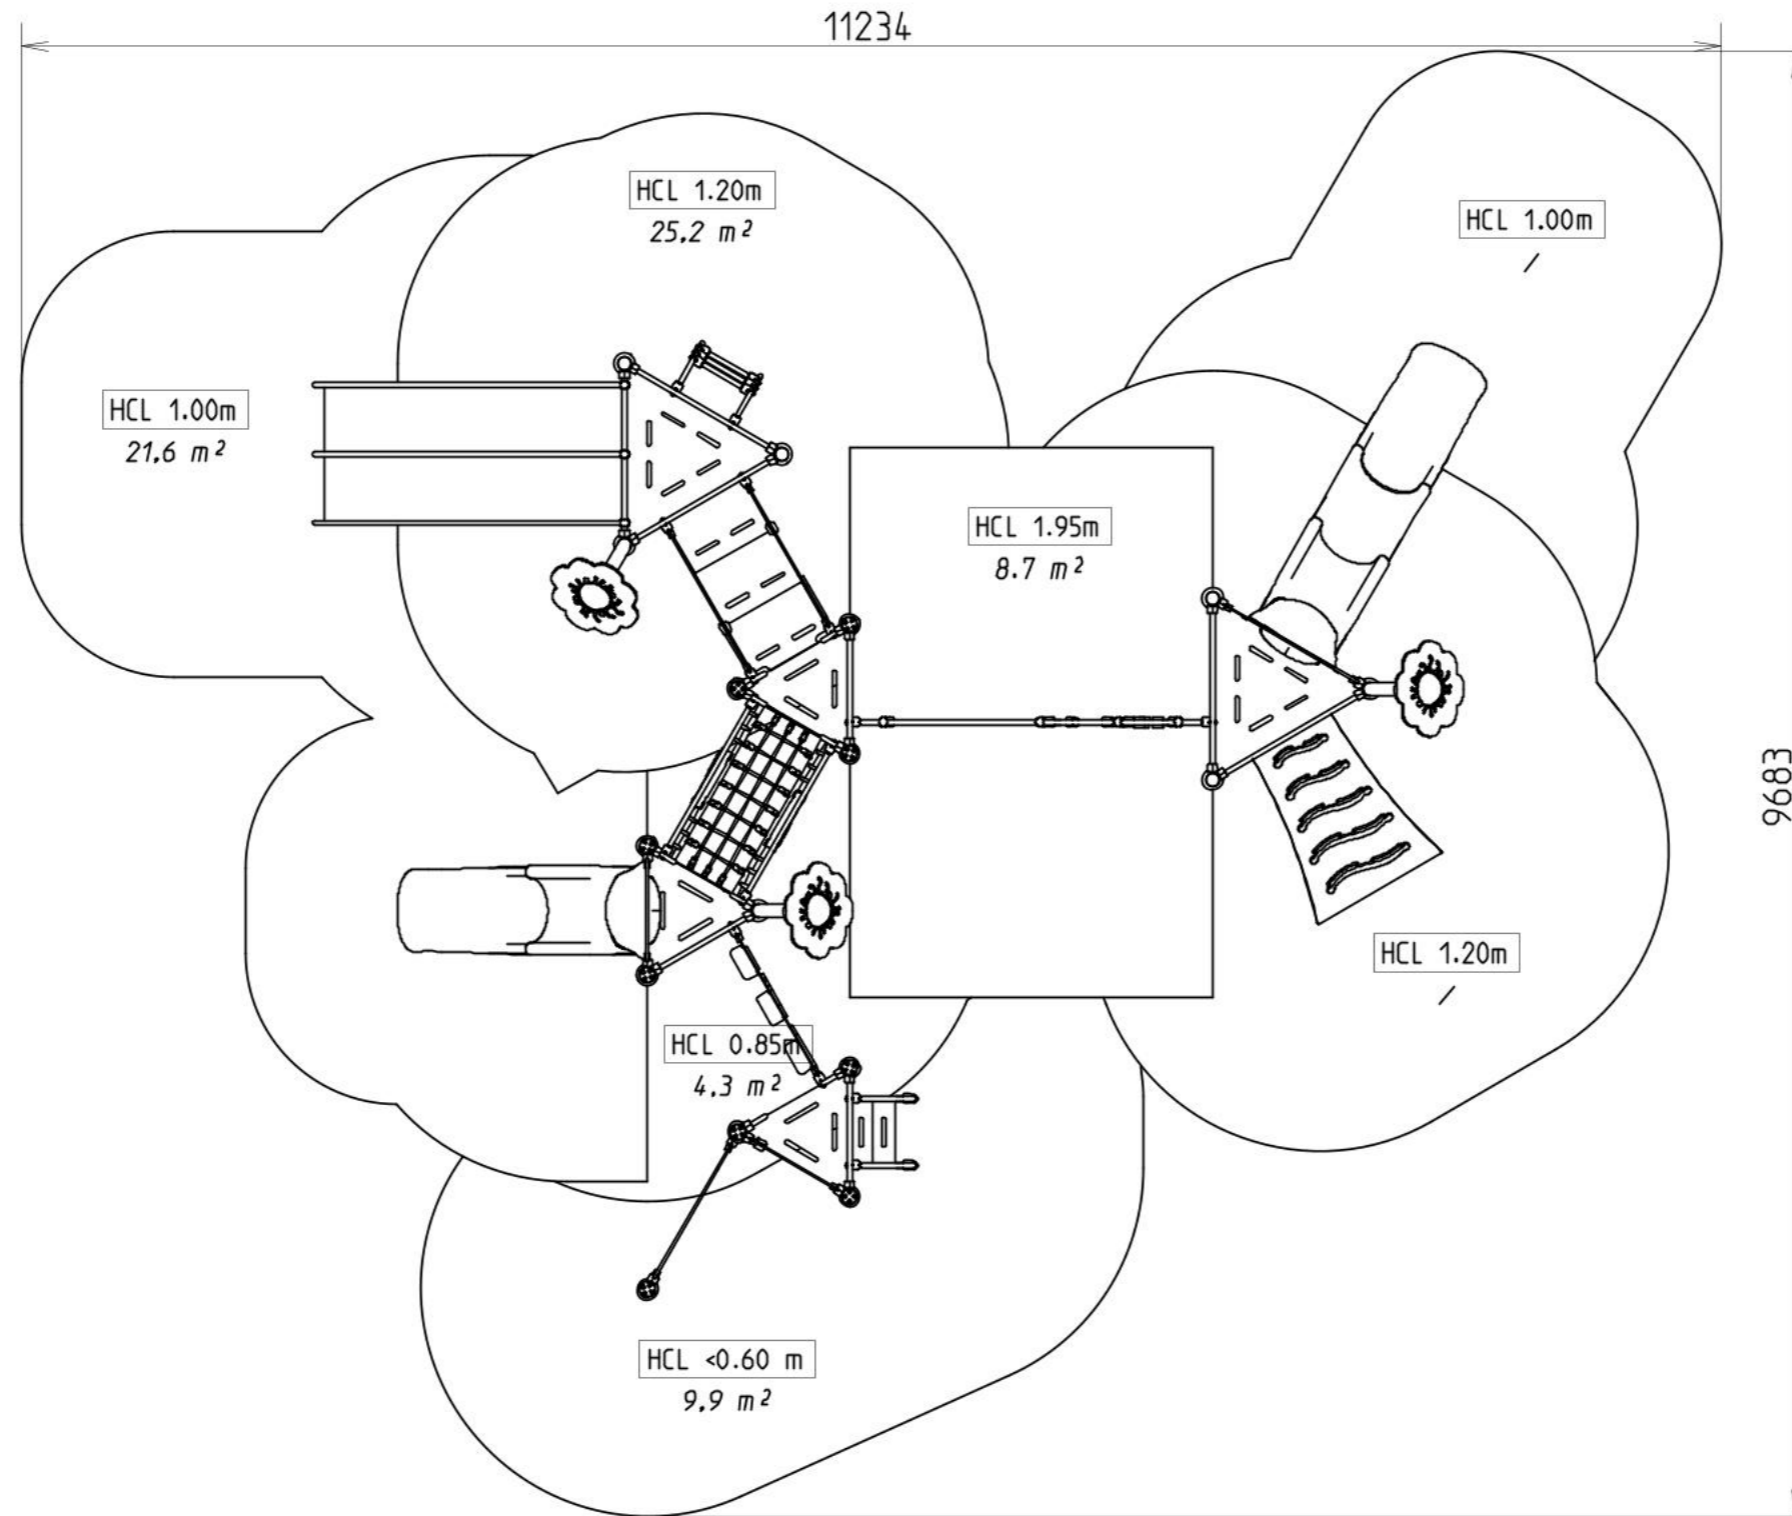 11234
HCL 1.20m
25,2 m²
HCL 1.00m
/
HCL 1.00m
21,6 m²
HCL 1.95m
8.7 m²
9683
HCL 1.20m
/
HCL 0.85m
4,3 m²
HCL <0.60 m
9,9 m²